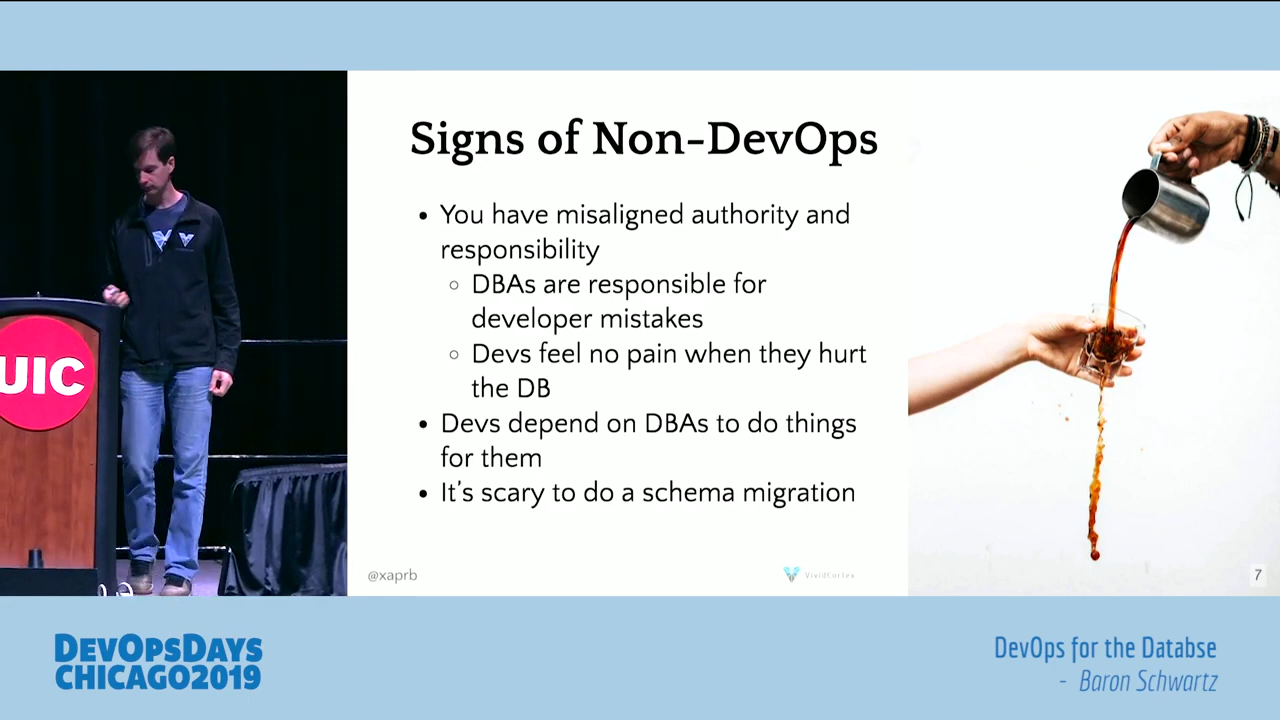 Signs of Non-DevOps
• You have misaligned authority and
responsibility
◦ DBAs are responsible for
developer mistakes
◦ Devs feel no pain when they hurt
the DB
• Devs depend on DBAs to do things
for them
• It's scary to do a schema migration
@xaprb
VividCortex
7
UIC
DEVOPSDAYS
CHICAGO2019
DevOps for the Databse
- Baron Schwartz